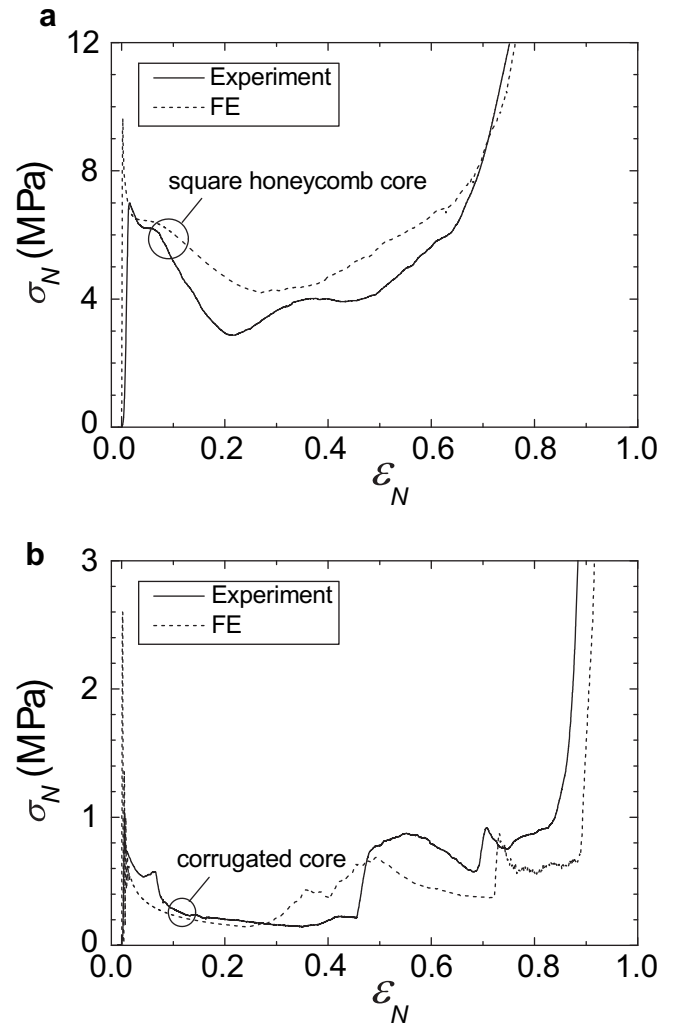 a
12
Experiment
FE
8
square honeycomb core
σN (MPa)
4
0
0.0 0.2 0.4 0.6 0.8 1.0
εN
b
3
Experiment
FE
2
σN (MPa)
1
corrugated core
0
0.0 0.2 0.4 0.6 0.8 1.0
εN